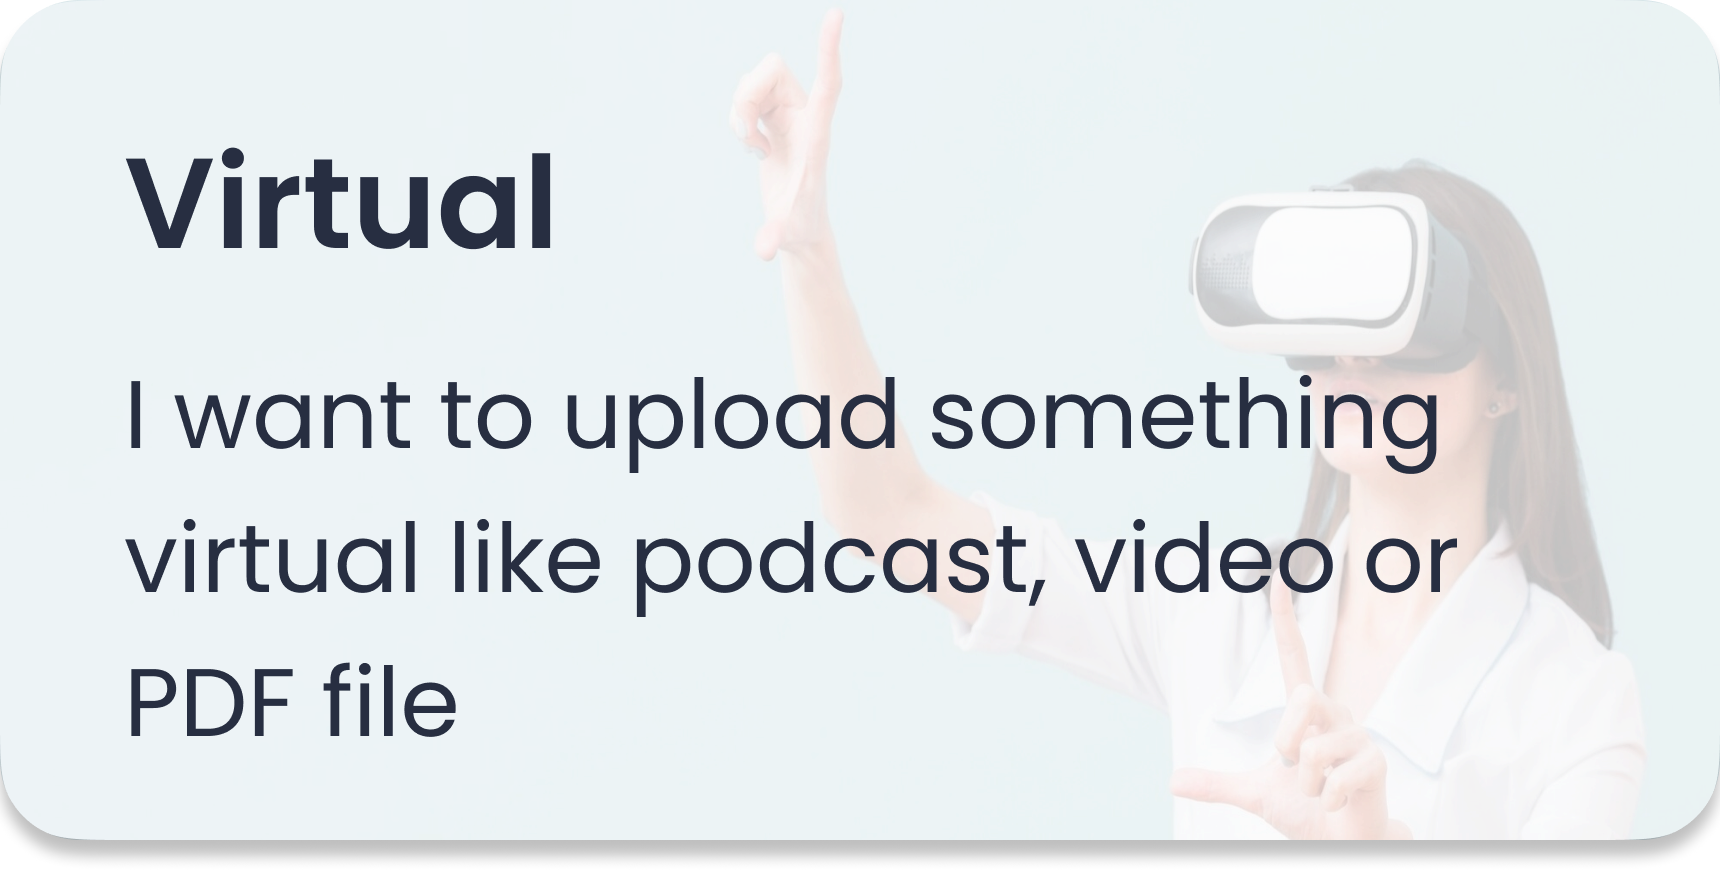 Virtual
I want to upload something
virtual like podcast, video or
PDF file